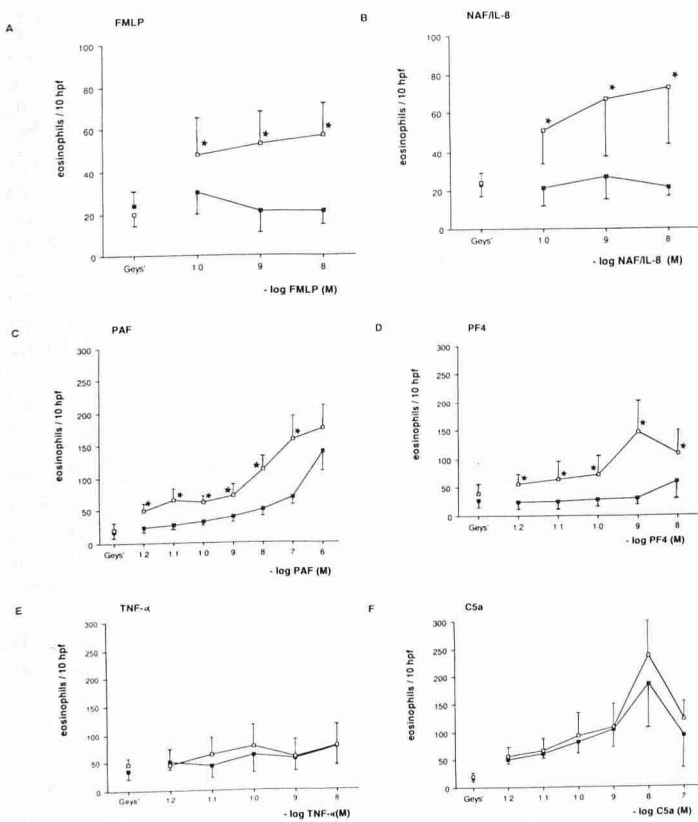 A
FMLP
eosinophils / 10 hpf
100
80
60
40
20
0
Geys'
10
9
8
- log FMLP (M)
B
NAF/IL-8
eosinophils / 10 hpf
100
80
60
40
20
0
Geys'
10
9
8
- log NAF/IL-8 (M)
C
PAF
eosinophils / 10 hpf
300
250
200
150
100
50
0
Geys'
12
11
10
9
8
7
6
- log PAF (M)
D
PF4
eosinophils / 10 hpf
300
250
200
150
100
50
0
Geys'
12
11
10
9
8
- log PF4 (M)
E
TNF-α
eosinophils / 10 hpf
300
250
200
150
100
50
0
Geys'
12
11
10
9
8
- log TNF-α(M)
F
C5a
eosinophils / 10 hpf
300
250
200
150
100
50
0
Geys'
12
11
10
9
8
7
- log C5a (M)